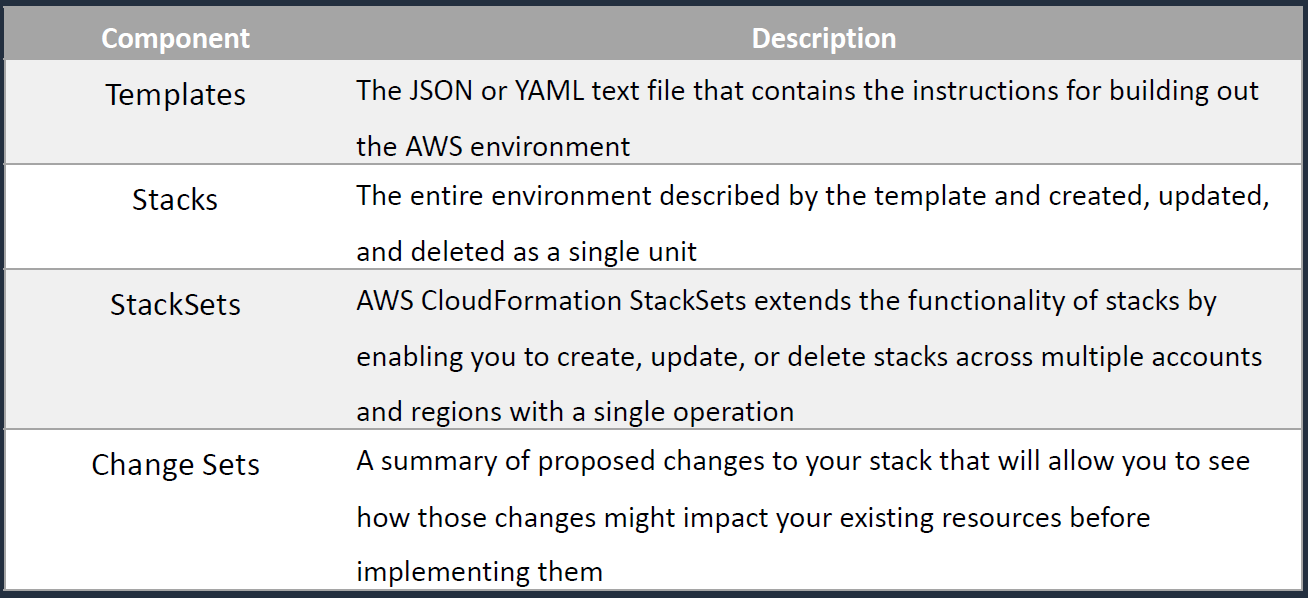 Component Description
Templates The JSON or YAML text file that contains the instructions for building out
the AWS environment
Stacks The entire environment described by the template and created, updated,
and deleted as a single unit
StackSets AWS CloudFormation StackSets extends the functionality of stacks by
enabling you to create, update, or delete stacks across multiple accounts
and regions with a single operation
Change Sets A summary of proposed changes to your stack that will allow you to see
how those changes might impact your existing resources before
implementing them